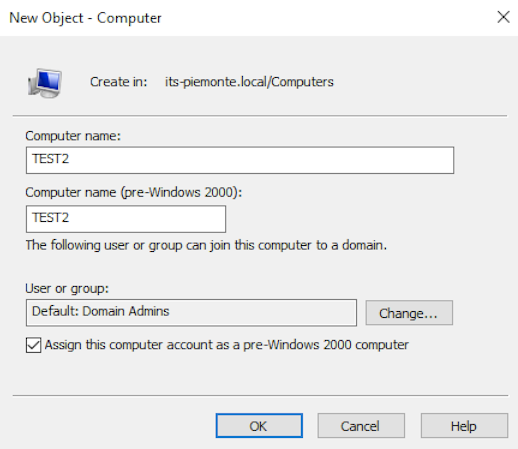 New Object - Computer
Create in: its-piemonte.local/Computers
Computer name:
TEST2
Computer name (pre-Windows 2000):
TEST2
The following user or group can join this computer to a domain.
User or group:
Default: Domain Admins
Change...
Assign this computer account as a pre-Windows 2000 computer
OK Cancel Help